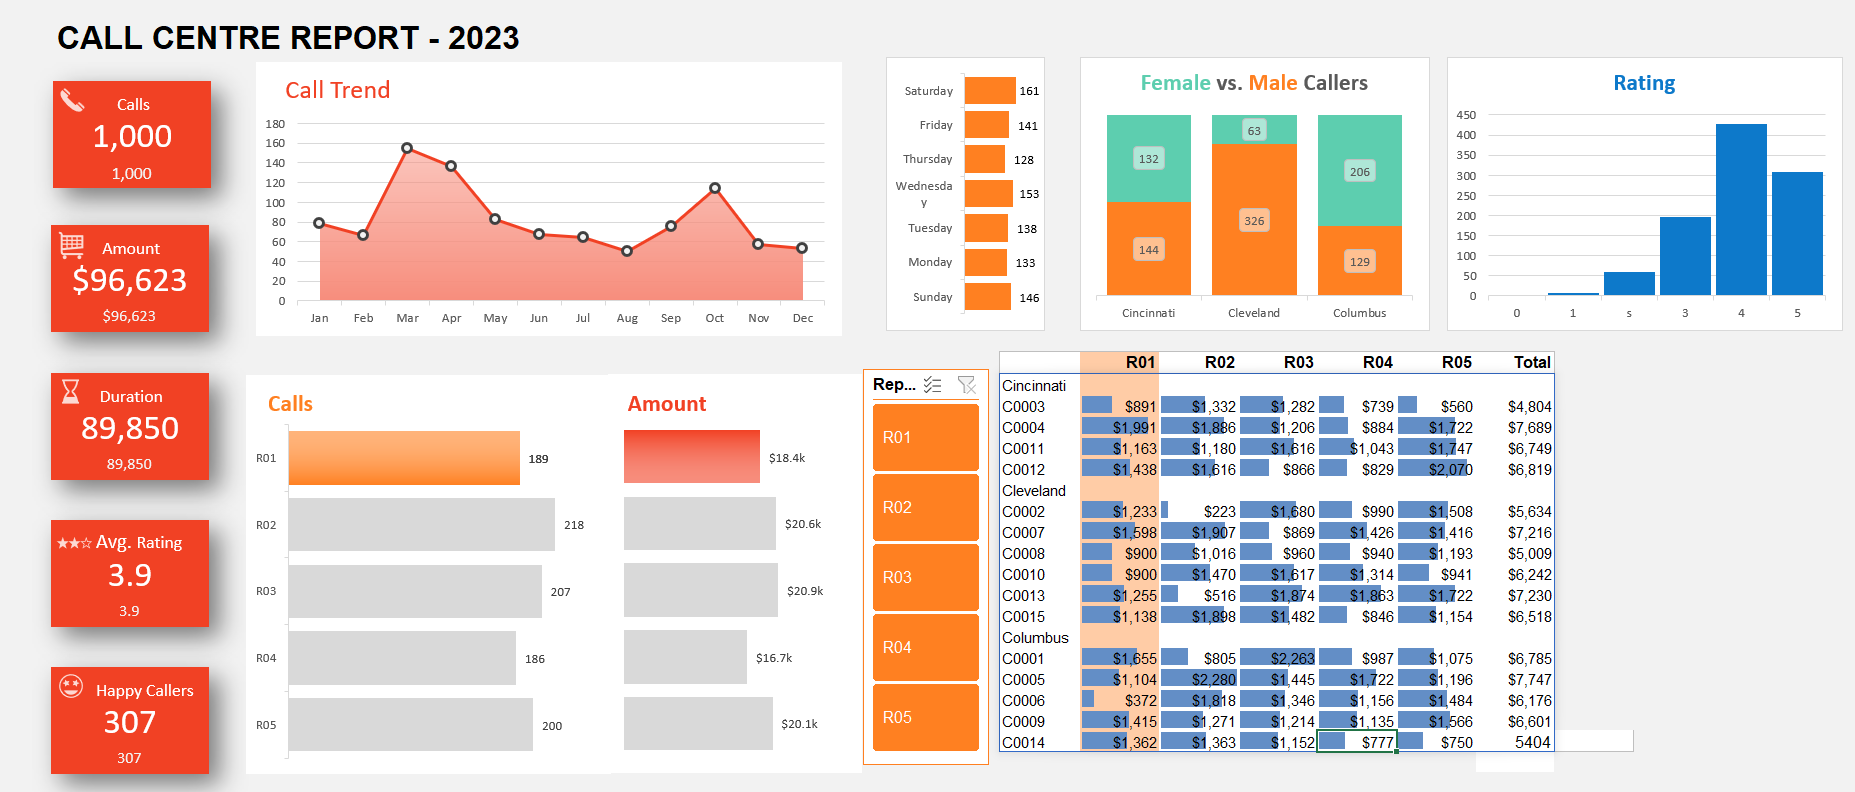 CALL CENTRE REPORT - 2023
Calls
1,000
1,000
Amount
$96,623
$96,623
Duration
89,850
89,850
Avg. Rating
3.9
3.9
Happy Callers
307
307
Call Trend
180
160
140
120
100
80
60
40
20
0
Jan Feb Mar Apr May Jun Jul Aug Sep Oct Nov Dec
Saturday 161
Friday 141
Thursday 128
Wednesda
y 153
Tuesday 138
Monday 133
Sunday 146
Female vs. Male Callers
132 63 206
144 326 129
Cincinnati Cleveland Columbus
Rating
450
400
350
300
250
200
150
100
50
0
0 1 s 3 4 5
Calls
R01 189
R02 218
R03 207
R04 186
R05 200
Amount
$18.4k
$20.6k
$20.9k
$16.7k
$20.1k
Rep...
R01
R02
R03
R04
R05
R01 R02 R03 R04 R05 Total
Cincinnati
C0003 $891 $1,332 $1,282 $739 $560 $4,804
C0004 $1,991 $1,886 $1,206 $884 $1,722 $7,689
C0011 $1,163 $1,180 $1,616 $1,043 $1,747 $6,749
C0012 $1,438 $1,616 $866 $829 $2,070 $6,819
Cleveland
C0002 $1,233 $223 $1,680 $990 $1,508 $5,634
C0007 $1,598 $1,907 $869 $1,426 $1,416 $7,216
C0008 $900 $1,016 $960 $940 $1,193 $5,009
C0010 $900 $1,470 $1,617 $1,314 $941 $6,242
C0013 $1,255 $516 $1,874 $1,863 $1,722 $7,230
C0015 $1,138 $1,898 $1,482 $846 $1,154 $6,518
Columbus
C0001 $1,655 $805 $2,263 $987 $1,075 $6,785
C0005 $1,104 $2,280 $1,445 $1,722 $1,196 $7,747
C0006 $372 $1,818 $1,346 $1,156 $1,484 $6,176
C0009 $1,415 $1,271 $1,214 $1,135 $1,566 $6,601
C0014 $1,362 $1,363 $1,152 $777 $750 5404